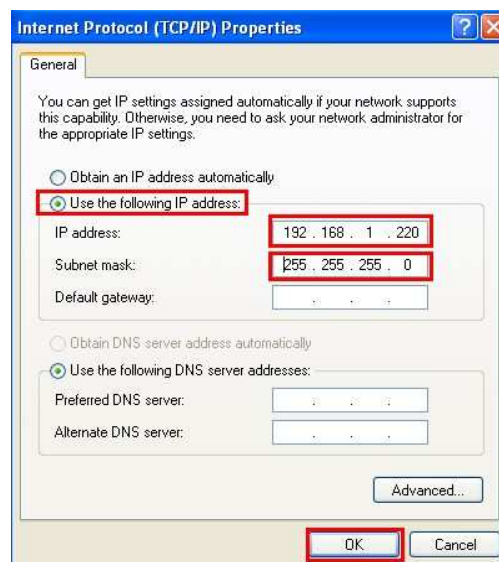 Internet Protocol (TCP/IP) Properties
General
You can get IP settings assigned automatically if your network supports
this capability. Otherwise, you need to ask your network administrator for
the appropriate IP settings.
Obtain an IP address automatically
Use the following IP address:
IP address: 192 . 168 . 1 . 220
Subnet mask: 255 . 255 . 255 . 0
Default gateway: . . .
Obtain DNS server address automatically
Use the following DNS server addresses:
Preferred DNS server: . . .
Alternate DNS server: . . .
Advanced...
OK Cancel